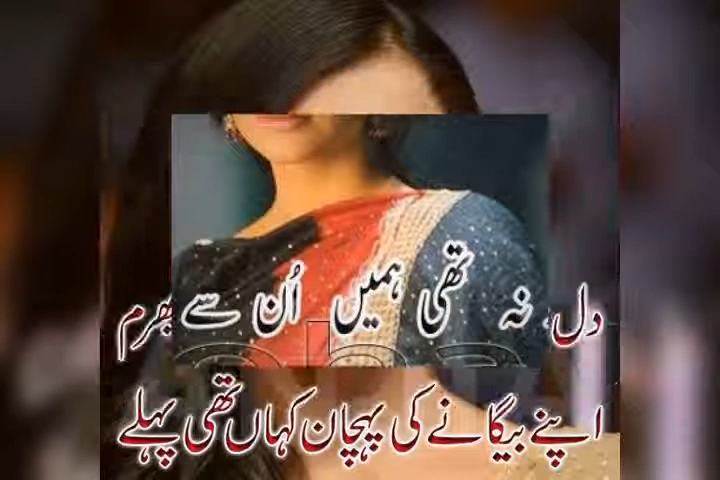 دل نہ تھی ہمیں اُن سے بھرم
اپنے بیگانے کی پہچان کہاں تھی پہلے